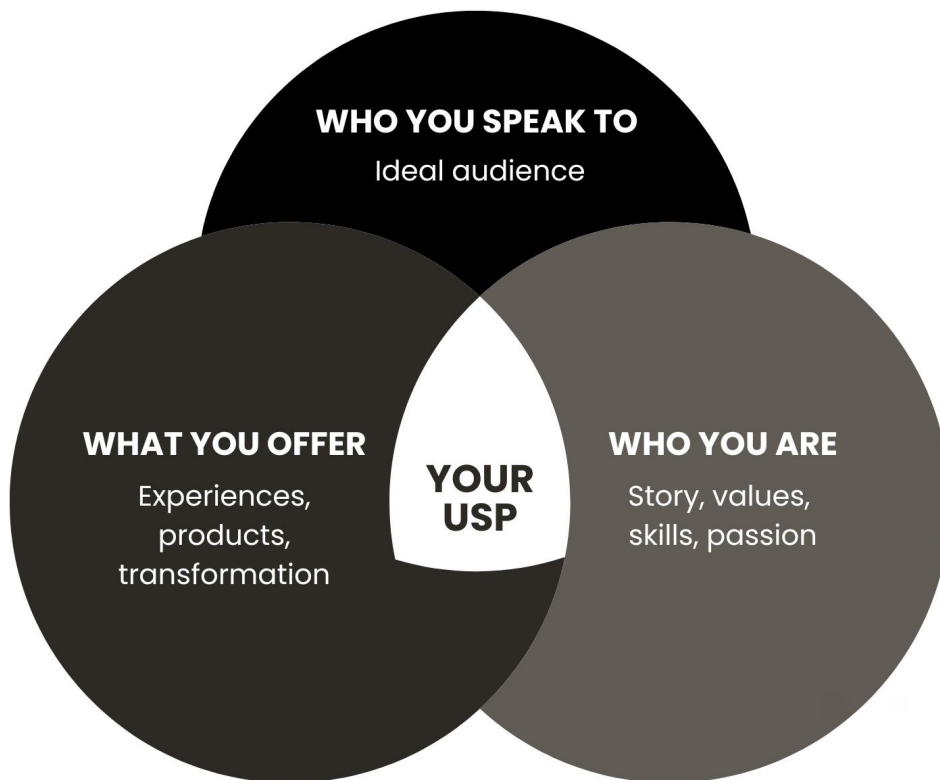 WHO YOU SPEAK TO
Ideal audience
WHAT YOU OFFER
Experiences,
products,
transformation
YOUR
USP
WHO YOU ARE
Story, values,
skills, passion